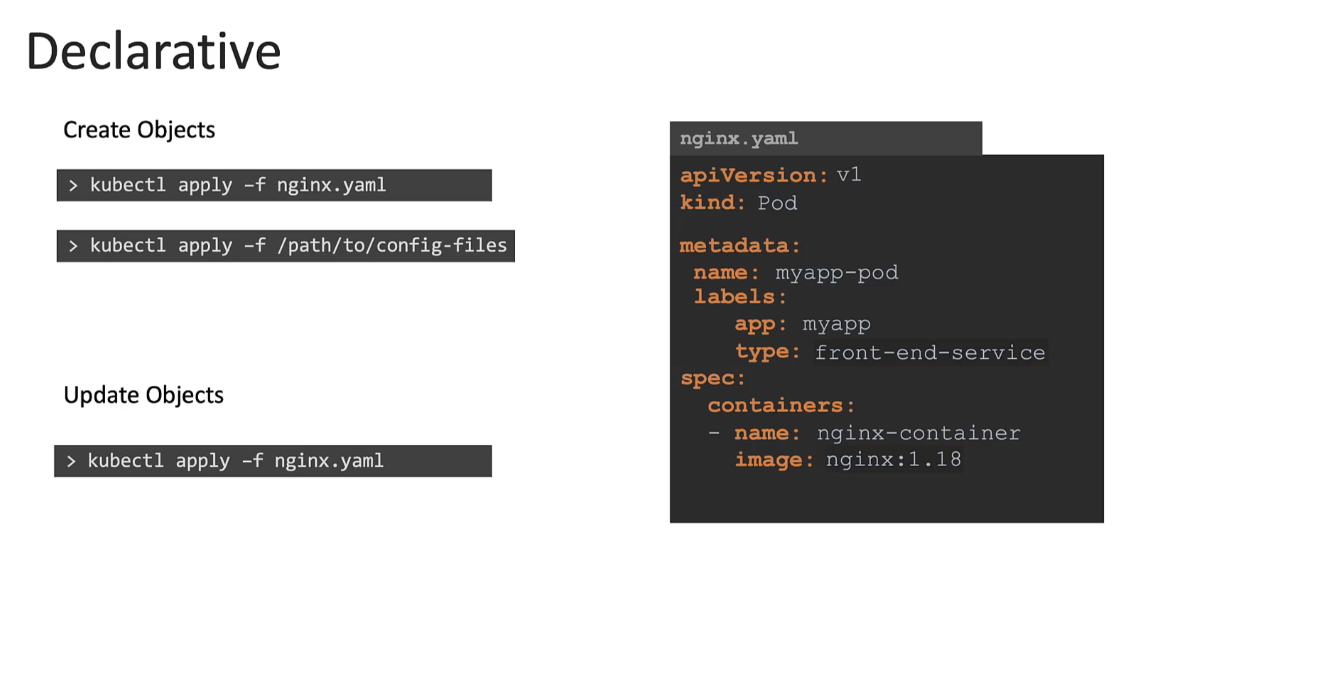 Declarative
Create Objects
> kubectl apply –f nginx.yaml
> kubectl apply –f /path/to/config-files
Update Objects
> kubectl apply –f nginx.yaml
nginx.yaml
apiVersion: v1
kind: Pod
metadata:
name: myapp-pod
labels:
app: myapp
type: front-end-service
spec:
containers:
- name: nginx-container
image: nginx:1.18